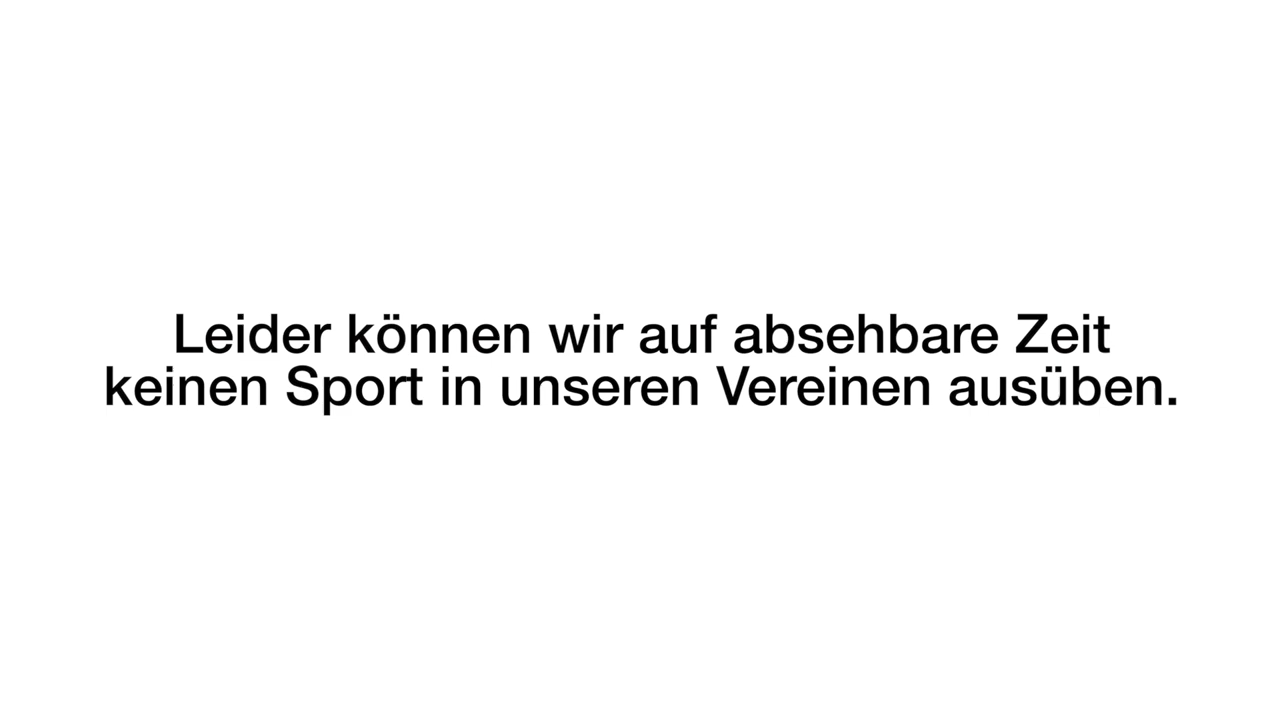 Leider können wir auf absehbare Zeit
keinen Sport in unseren Vereinen ausüben.